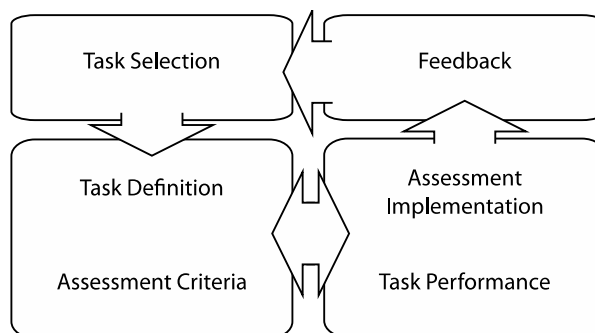 Task Selection
Feedback
Task Definition
Assessment
Implementation
Assessment Criteria
Task Performance